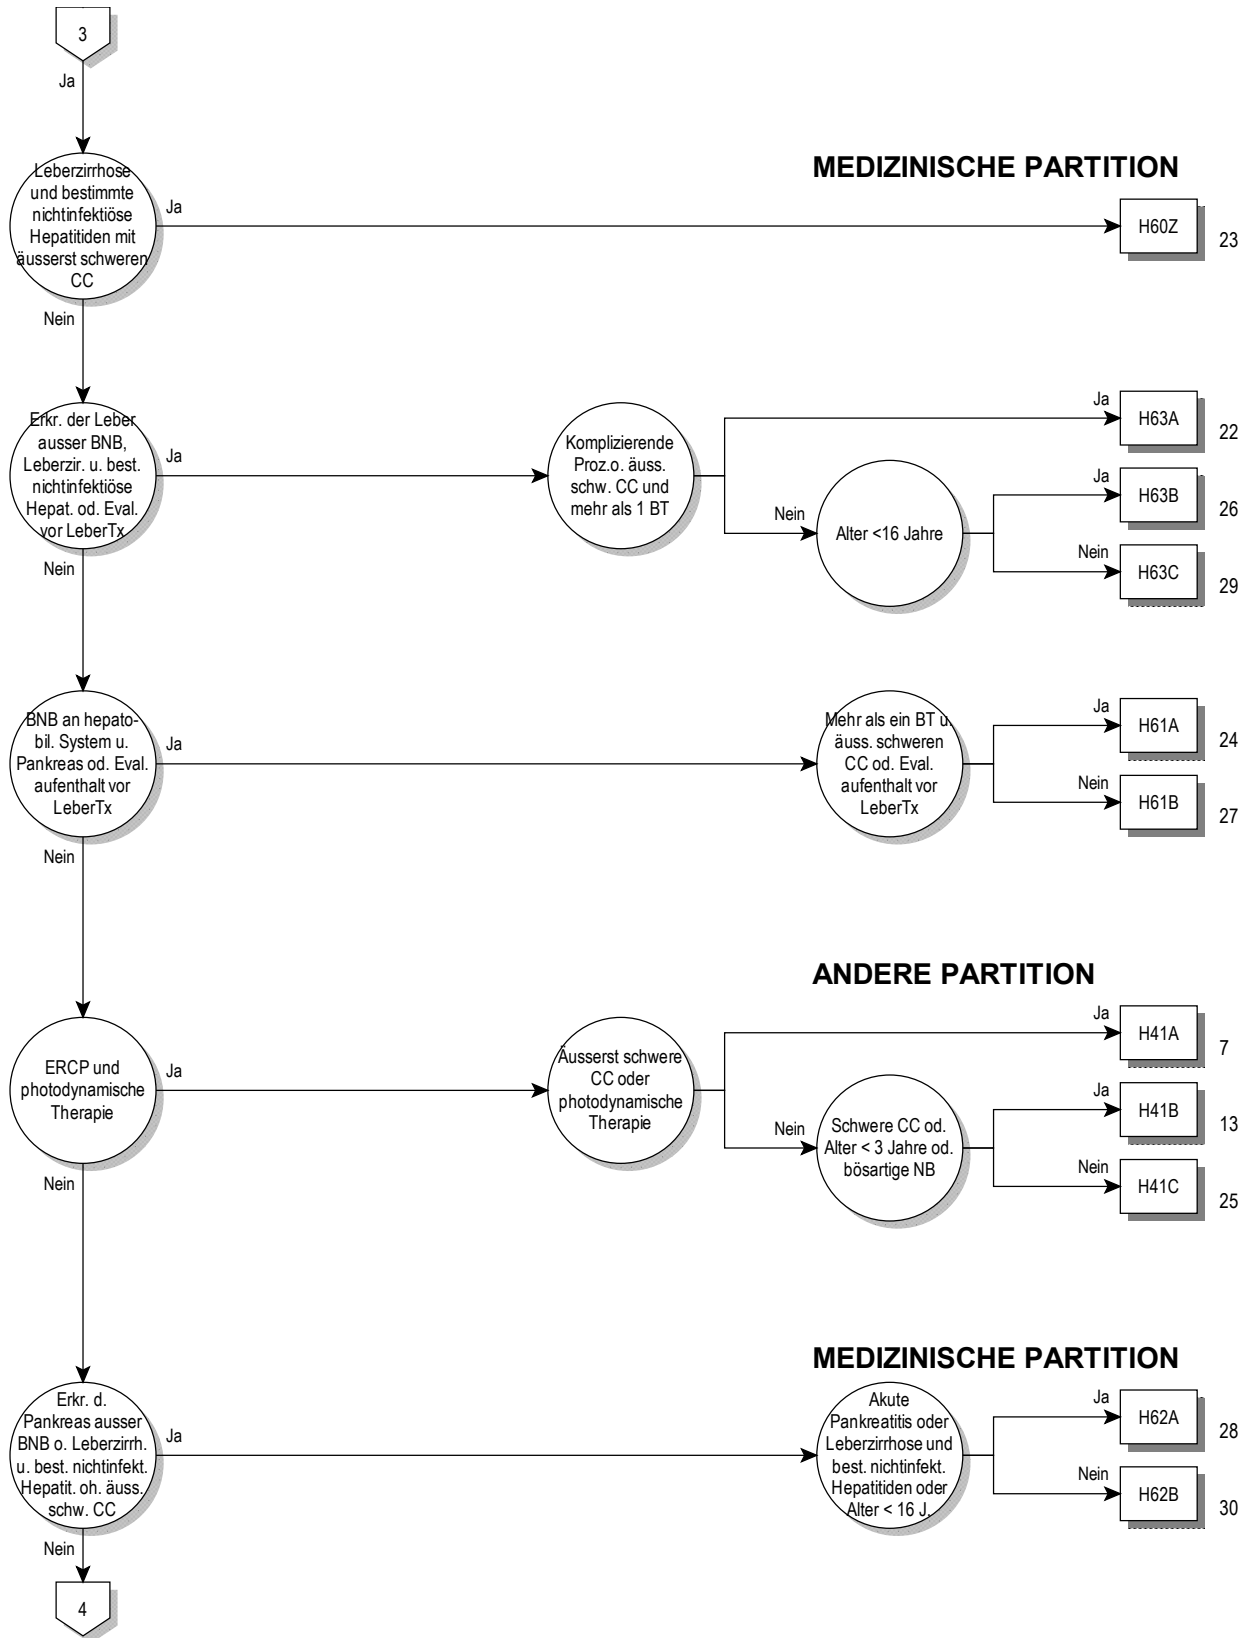 3
Ja
MEDIZINISCHE PARTITION
Leberzirrhose
und bestimmte
nichtinfektiöse
Hepatitiden mit
äusserst schweren
CC
Ja
H60Z
23
Nein
Erkr. der Leber
ausser BNB,
Leberzir. u. best.
nichtinfektiöse
Hepat. od. Eval.
vor LeberTx
Ja
Komplizierende
Proz.o. äuss.
schw. CC und
mehr als 1 BT
Ja
H63A
22
Nein
Alter <16 Jahre
Ja
H63B
26
Nein
H63C
29
Nein
BNB an hepato-
bil. System u.
Pankreas od. Eval.
aufenthalt vor
LeberTx
Ja
Mehr als ein BT u.
äuss. schweren
CC od. Eval.
aufenthalt vor
LeberTx
Ja
H61A
24
Nein
H61B
27
Nein
ANDERE PARTITION
ERCP und
photodynamische
Therapie
Ja
Äusserst schwere
CC oder
photodynamische
Therapie
Ja
H41A
7
Nein
Schwere CC od.
Alter < 3 Jahre od.
bösartige NB
Ja
H41B
13
Nein
H41C
25
Nein
MEDIZINISCHE PARTITION
Erkr. d.
Pankreas ausser
BNB o. Leberzirrh.
u. best. nichtinfekt.
Hepatit. oh. äuss.
schw. CC
Ja
Akute
Pankreatitis oder
Leberzirrhose und
best. nichtinfekt.
Hepatitiden oder
Alter < 16 J.
Ja
H62A
28
Nein
H62B
30
Nein
4